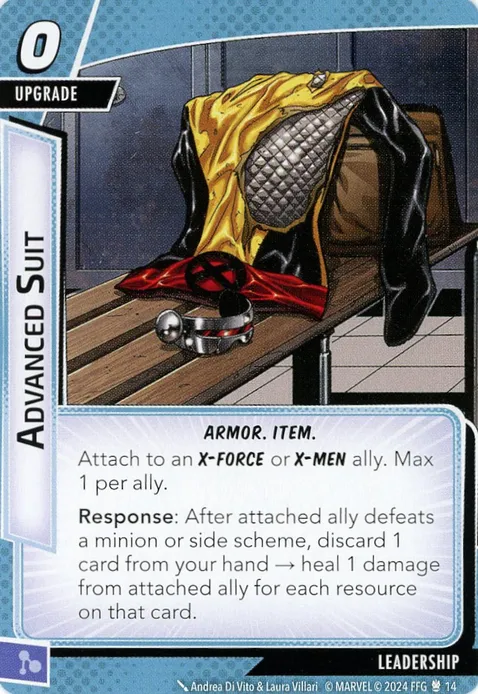 0
UPGRADE
ADVANCED SUIT
ARMOR. ITEM.
Attach to an X-FORCE or X-MEN ally. Max
1 per ally.
Response: After attached ally defeats
a minion or side scheme, discard 1
card from your hand → heal 1 damage
from attached ally for each resource
on that card.
LEADERSHIP
Andrea Di Vito & Laura Villari © MARVEL © 2024 FFG 14